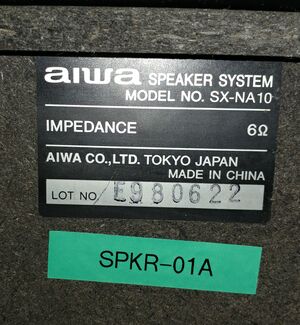 aiwa SPEAKER SYSTEM
MODEL NO. SX-NA10
IMPEDANCE 6Ω
AIWA CO.,LTD. TOKYO JAPAN
MADE IN CHINA
LOT NO E980622
SPKR-01A